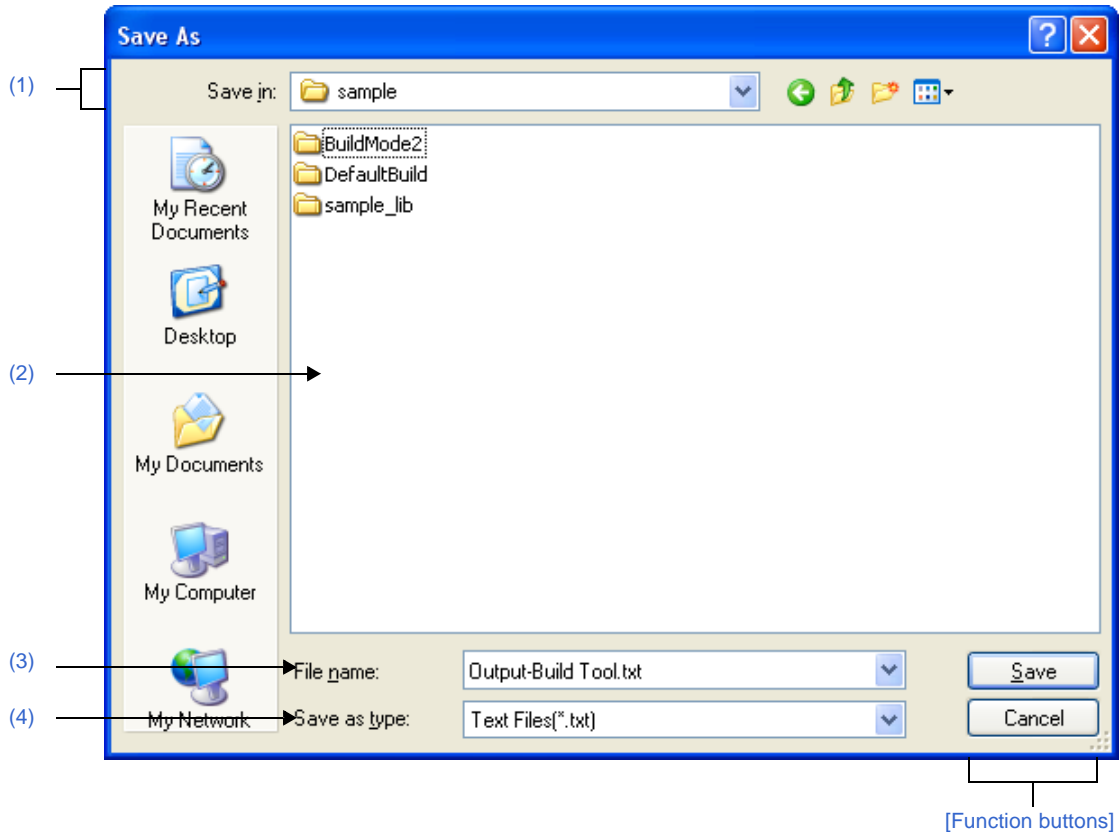 Save As
(1)
Save in:
sample
BuildMode2
DefaultBuild
sample_lib
My Recent
Documents
Desktop
(2)
My Documents
My Computer
(3)
File name:
Output-Build Tool.txt
Save
(4)
My Network
Save as type:
Text Files(*.txt)
Cancel
[Function buttons]